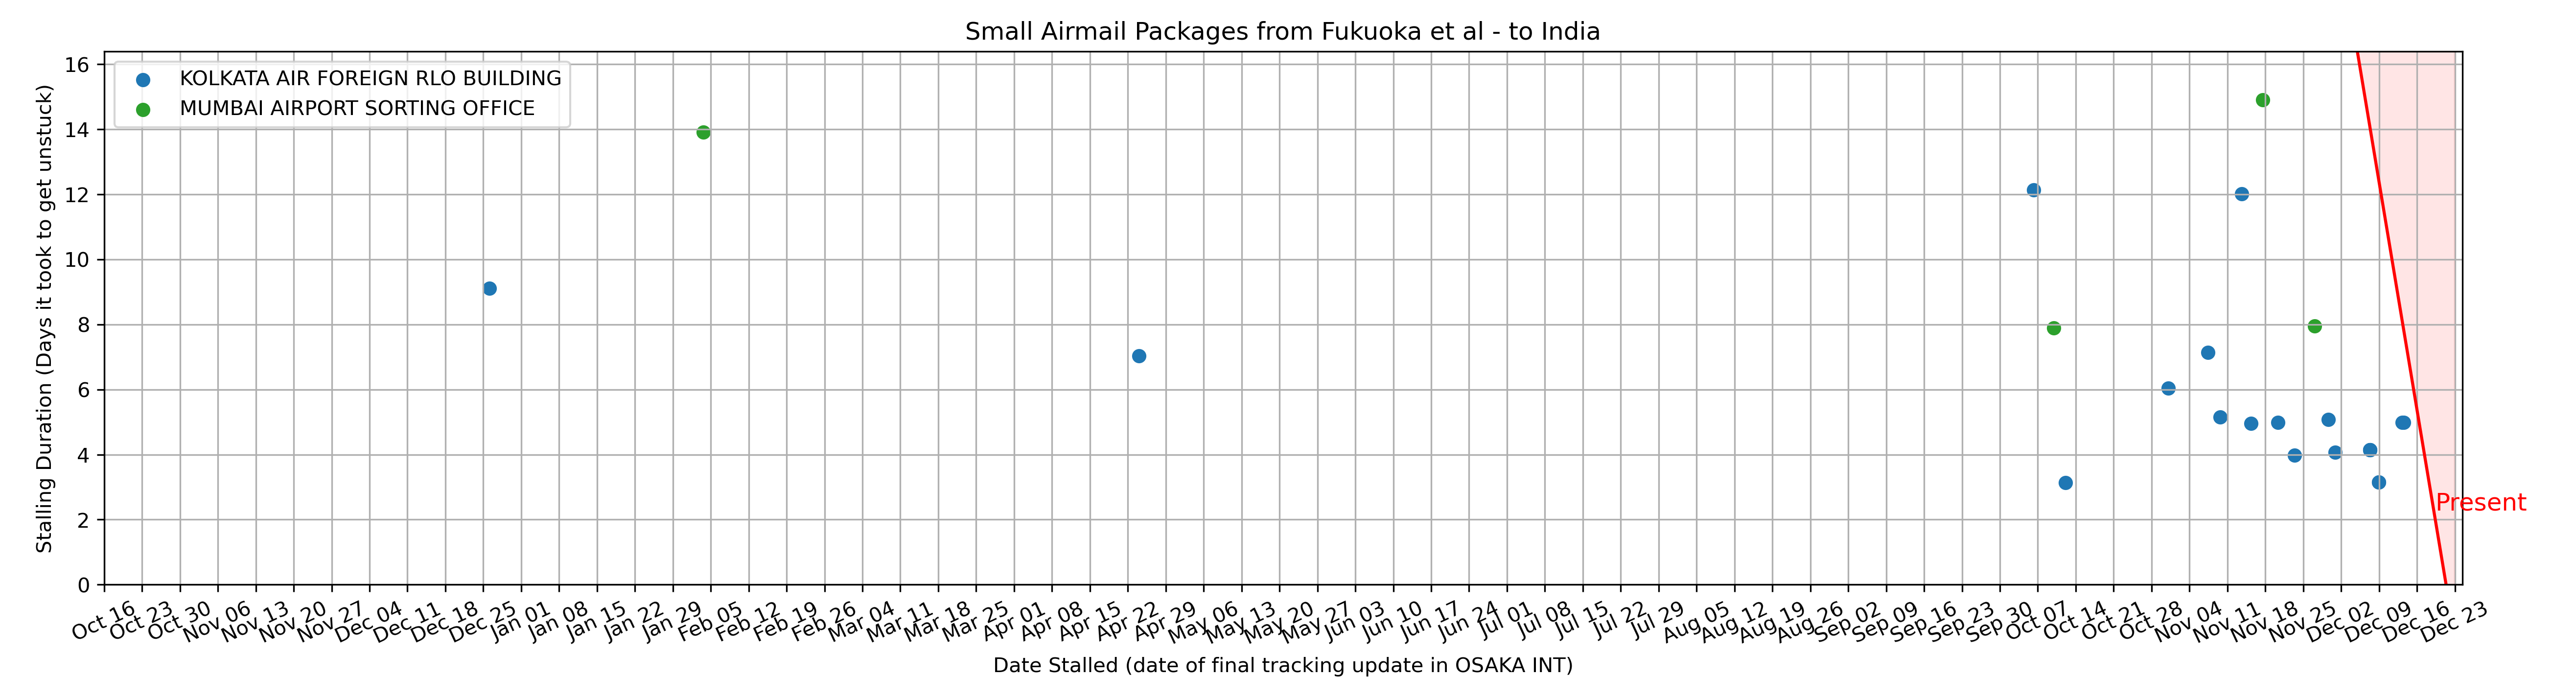 Small Airmail Packages from Fukuoka et al - to India
KOLKATA AIR FOREIGN RLO BUILDING
MUMBAI AIRPORT SORTING OFFICE
Stalling Duration (Days it took to get unstuck)
16
14
12
10
8
6
4
2
0
Present
Oct 16
Oct 23
Oct 30
Nov 06
Nov 13
Nov 20
Nov 27
Dec 04
Dec 11
Dec 18
Dec 25
Jan 01
Jan 08
Jan 15
Jan 22
Jan 29
Feb 05
Feb 12
Feb 19
Feb 26
Mar 04
Mar 11
Mar 18
Mar 25
Apr 01
Apr 08
Apr 15
Apr 22
Apr 29
May 06
May 13
May 20
May 27
Jun 03
Jun 10
Jun 17
Jun 24
Jul 01
Jul 08
Jul 15
Jul 22
Jul 29
Aug 05
Aug 12
Aug 19
Aug 26
Sep 02
Sep 09
Sep 16
Sep 23
Sep 30
Oct 07
Oct 14
Oct 21
Oct 28
Nov 04
Nov 11
Nov 18
Nov 25
Dec 02
Dec 09
Dec 16
Dec 23
Date Stalled (date of final tracking update in OSAKA INT)